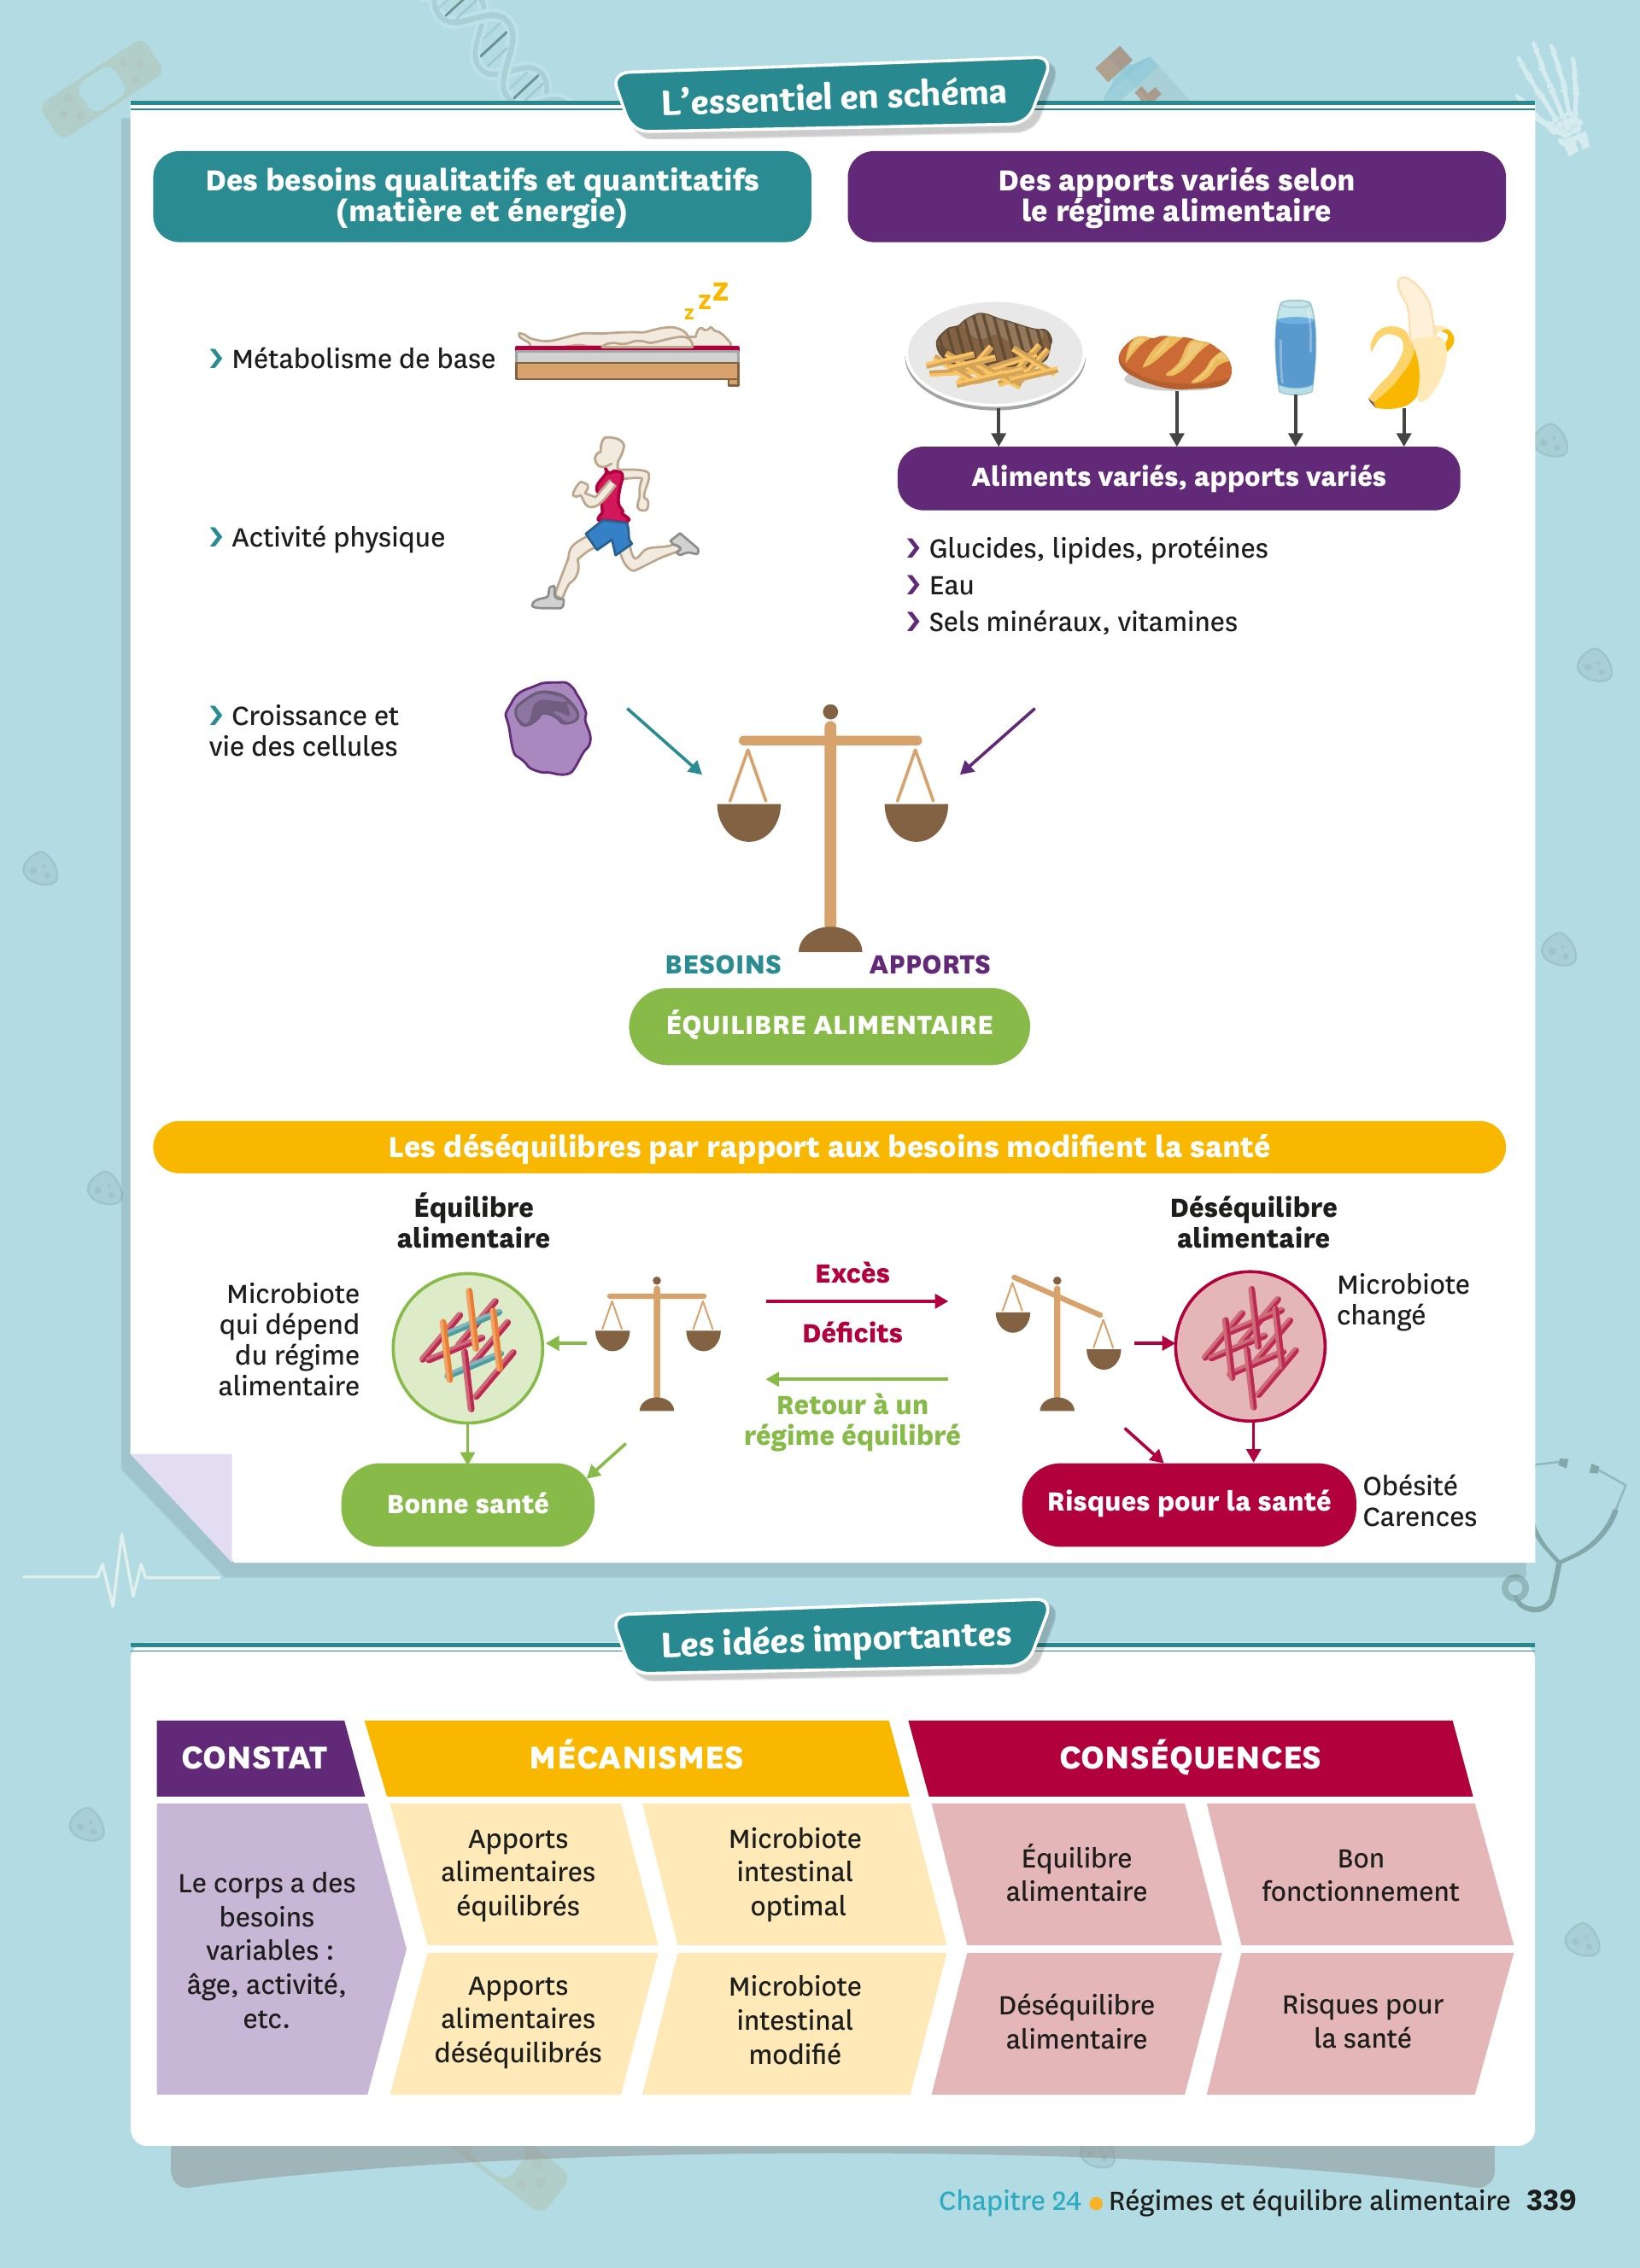 L'essentiel en schéma
Des besoins qualitatifs et quantitatifs
(matière et énergie)
z z Z
❯ Métabolisme de base
❯ Activité physique
❯ Croissance et
vie des cellules
Des apports variés selon
le régime alimentaire
Aliments variés, apports variés
❯ Glucides, lipides, protéines
❯ Eau
❯ Sels minéraux, vitamines
BESOINS
APPORTS
ÉQUILIBRE ALIMENTAIRE
Les déséquilibres par rapport aux besoins modifient la santé
Équilibre
alimentaire
Microbiote
qui dépend
du régime
alimentaire
Bonne santé
Excès
Déficits
Retour à un
régime équilibré
Déséquilibre
alimentaire
Microbiote
changé
Risques pour la santé
Obésité
Carences
Les idées importantes
CONSTAT
MÉCANISMES
CONSÉQUENCES
Le corps a des
besoins
variables :
âge, activité,
etc.
Apports
alimentaires
équilibrés
Microbiote
intestinal
optimal
Équilibre
alimentaire
Bon
fonctionnement
Apports
alimentaires
déséquilibrés
Microbiote
intestinal
modifié
Déséquilibre
alimentaire
Risques pour
la santé
Chapitre 24 ● Régimes et équilibre alimentaire 339